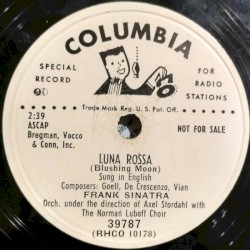 COLUMBIA
SPECIAL
RECORD
FOR
RADIO
STATIONS
Trade Mark Reg. U.S. Pat. Off.
2:39
ASCAP
Bregman, Vocco
& Conn, Inc.
NOT FOR SALE
LUNA ROSSA
(Blushing Moon)
Sung in English
Composers: Goell, De Crescenzo, Vian
FRANK SINATRA
Orch. under the direction of Axel Stordahl with
The Norman Luboff Choir
39787
(RHCO 10178)